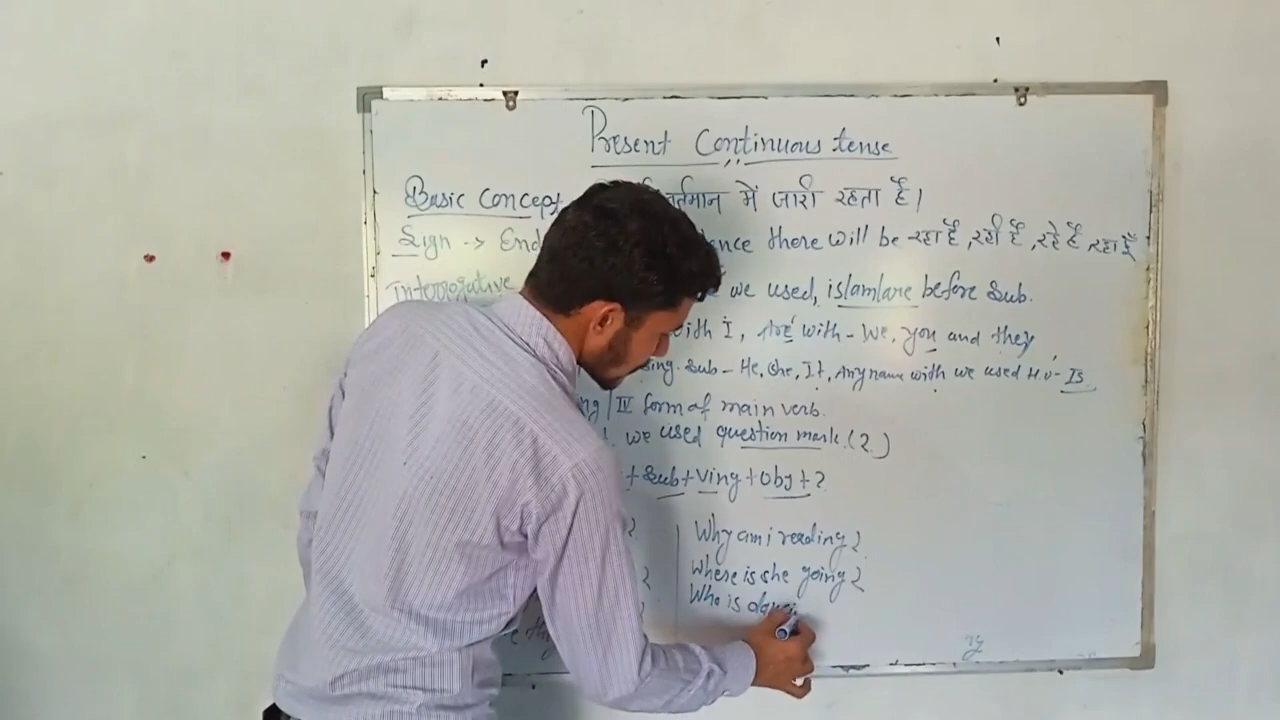 Present Continuous tense
Basic Concept वर्तमान में जारी रहता है।
Sign -> End there will be रहा है, रही है, रहे हैं, रहा हूँ
Interrogative we used, is/am/are before Sub.
with I, Are with - We, you and they
Sing. Sub - He, She, It, Any name with we used H.V - Is
ing / IV form of main verb.
we used question mark. (?)
+ Sub + Ving + Obj + ?
? Why am i reading?
? Where is she going?
Who is danci